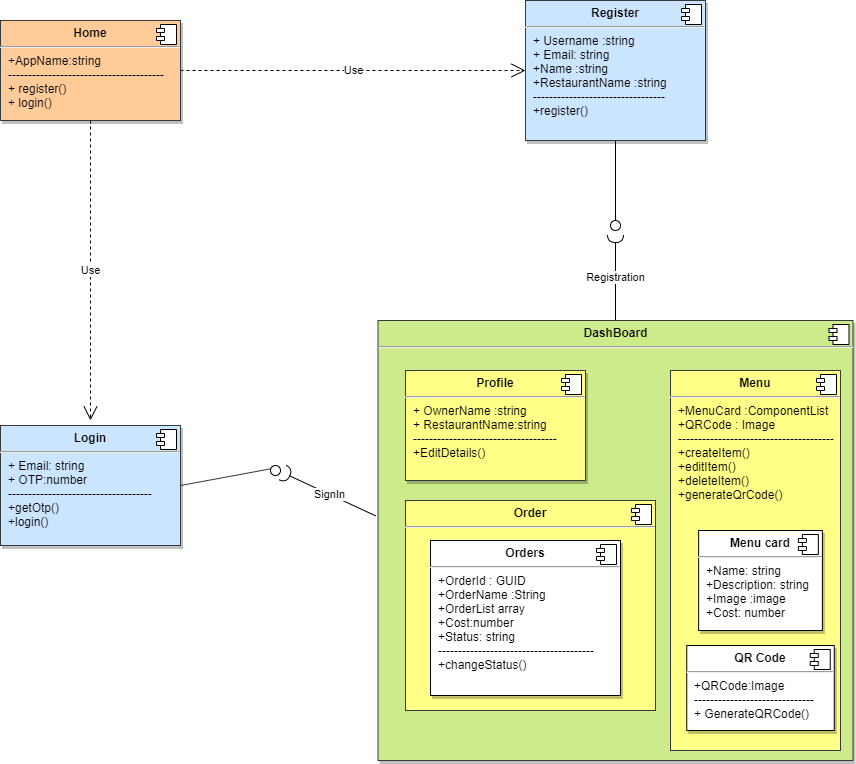 Home
+AppName:string
---------------------------------------
+ register()
+ login()
Use
Register
+ Username :string
+ Email: string
+Name :string
+RestaurantName :string
---------------------------------
+register()
Use
Registration
Login
+ Email: string
+ OTP:number
------------------------------------
+getOtp()
+login()
SignIn
DashBoard
Profile
+ OwnerName :string
+ RestaurantName:string
------------------------------------
+EditDetails()
Menu
+MenuCard :ComponentList
+QRCode : Image
---------------------------------------
+createItem()
+editItem()
+deleteItem()
+generateQrCode()
Order
Orders
+OrderId : GUID
+OrderName :String
+OrderList array
+Cost:number
+Status: string
---------------------------------------
+changeStatus()
Menu card
+Name: string
+Description: string
+Image :image
+Cost: number
QR Code
+QRCode:Image
------------------------------
+ GenerateQRCode()